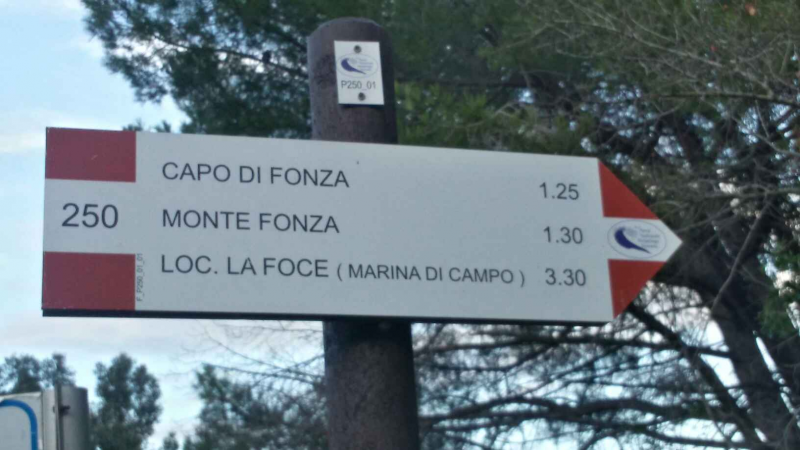 P250_01
250
CAPO DI FONZA 1.25
MONTE FONZA 1.30
LOC. LA FOCE ( MARINA DI CAMPO ) 3.30